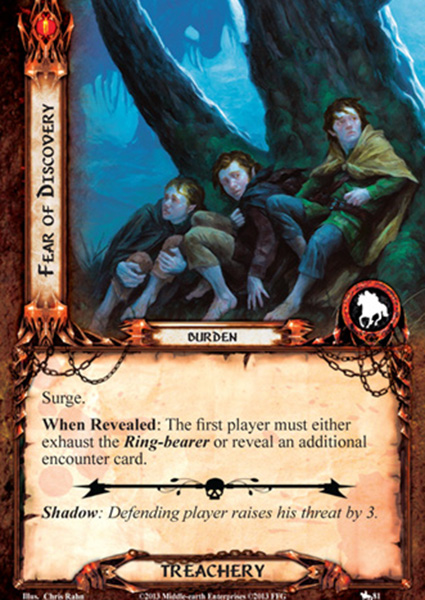 FEAR OF DISCOVERY
BURDEN
Surge.
When Revealed: The first player must either
exhaust the Ring-bearer or reveal an additional
encounter card.
Shadow: Defending player raises his threat by 3.
TREACHERY
Illus. Chris Rahn
©2013 Middle-earth Enterprises ©2013 FFG
81